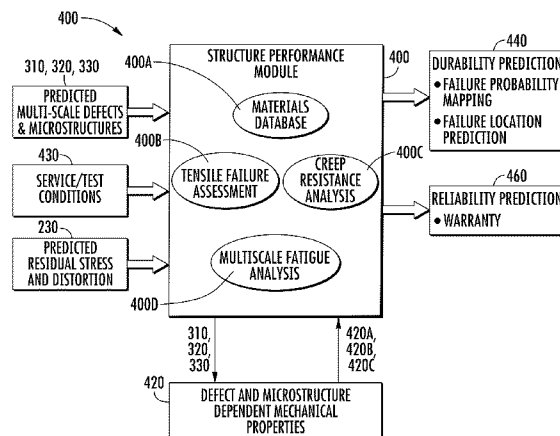 400
310, 320, 330
PREDICTED
MULTI-SCALE DEFECTS
& MICROSTRUCTURES
430
SERVICE/TEST
CONDITIONS
230
PREDICTED
RESIDUAL STRESS
AND DISTORTION
STRUCTURE PERFORMANCE
MODULE
400
400A
MATERIALS
DATABASE
400B
TENSILE FAILURE
ASSESSMENT
CREEP
RESISTANCE
ANALYSIS
400C
MULTISCALE FATIGUE
ANALYSIS
400D
440
DURABILITY PREDICTION
• FAILURE PROBABILITY
MAPPING
• FAILURE LOCATION
PREDICTION
460
RELIABILITY PREDICTION
• WARRANTY
310,
320,
330
420A,
420B,
420C
420
DEFECT AND MICROSTRUCTURE
DEPENDENT MECHANICAL
PROPERTIES